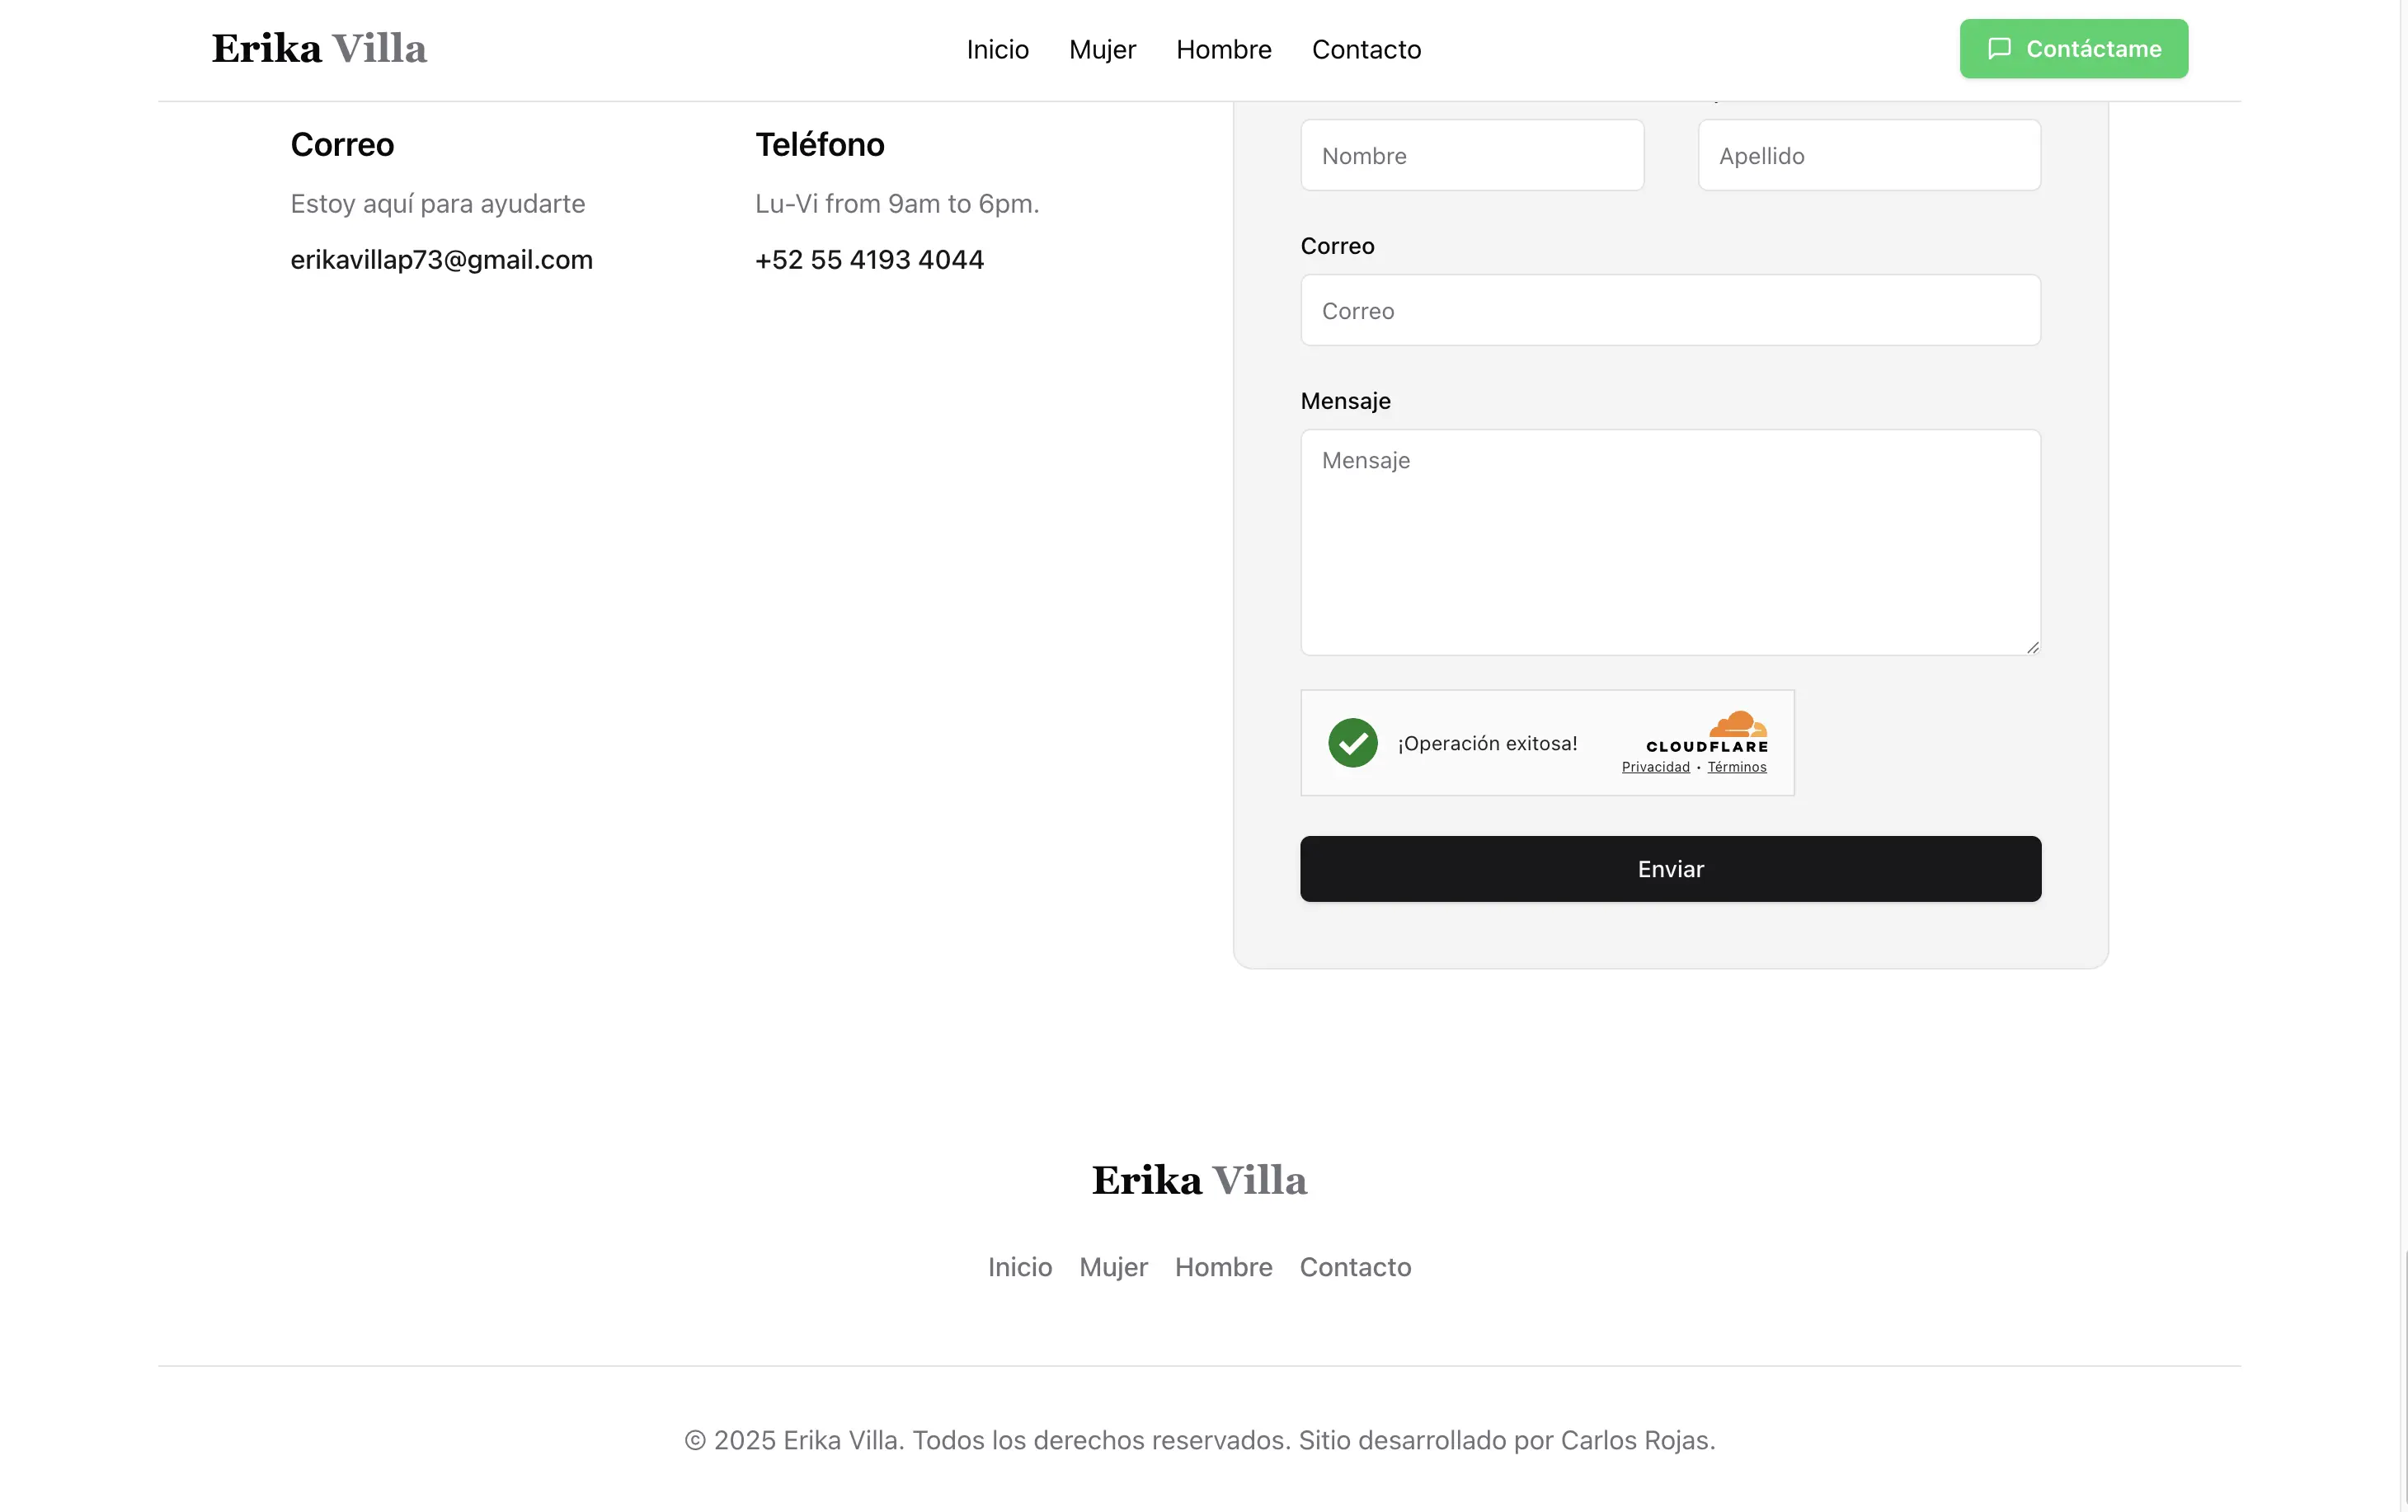 Erika Villa
Inicio Mujer Hombre Contacto
Contáctame
Correo
Estoy aquí para ayudarte
erikavillap73@gmail.com
Teléfono
Lu-Vi from 9am to 6pm.
+52 55 4193 4044
Nombre
Apellido
Correo
Correo
Mensaje
Mensaje
¡Operación exitosa!
CLOUDFLARE
Privacidad • Términos
Enviar
Erika Villa
Inicio Mujer Hombre Contacto
© 2025 Erika Villa. Todos los derechos reservados. Sitio desarrollado por Carlos Rojas.